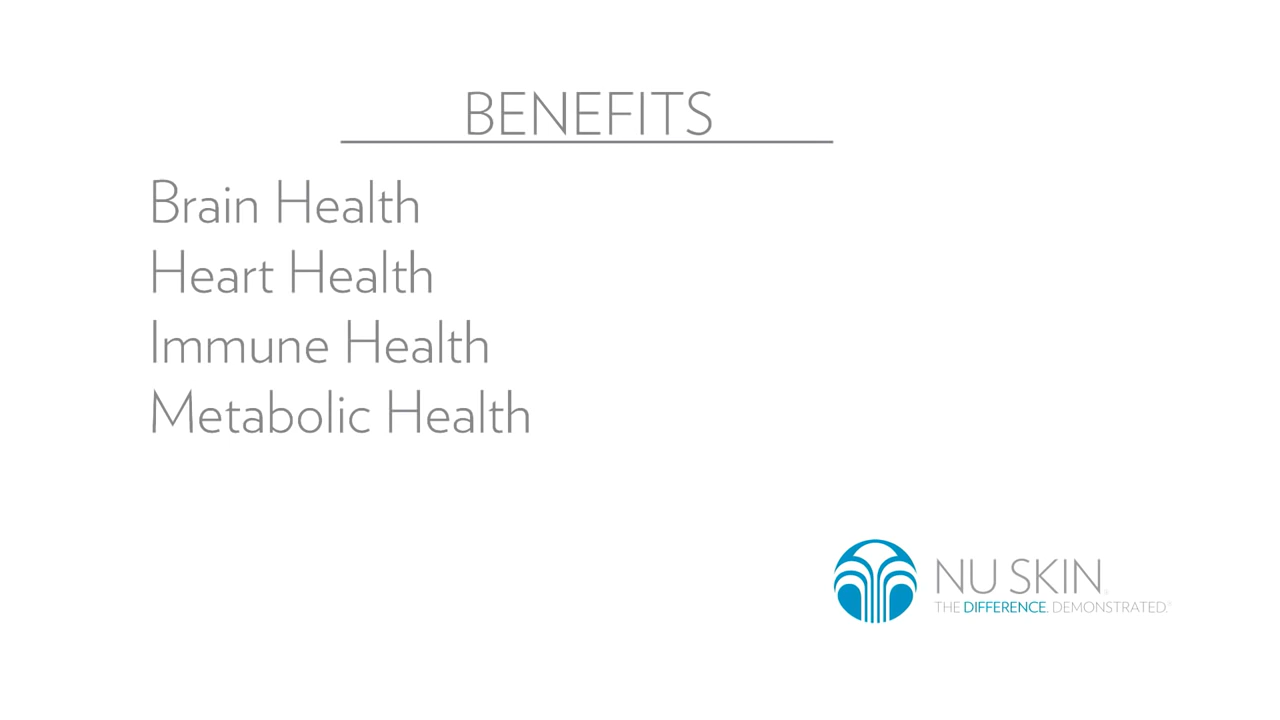 BENEFITS
Brain Health
Heart Health
Immune Health
Metabolic Health
NU SKIN®
THE DIFFERENCE. DEMONSTRATED.®